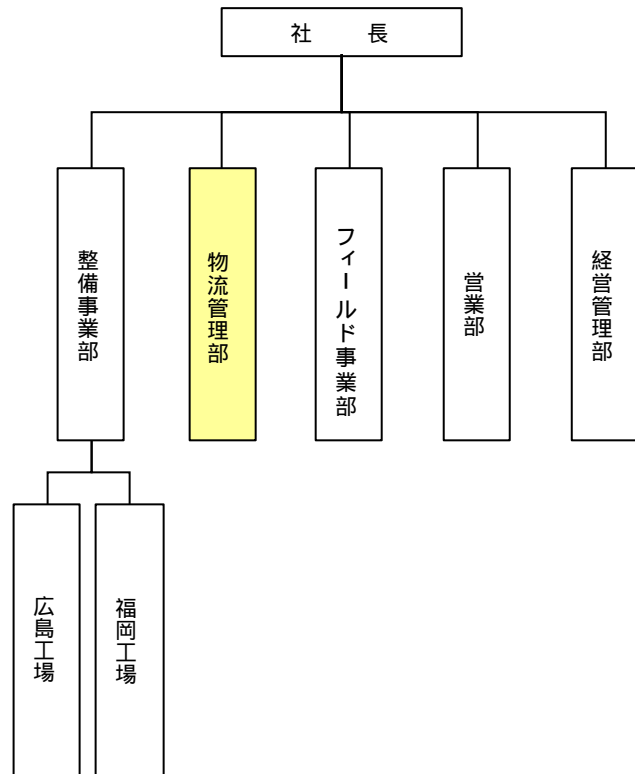 社　　長
整備事業部
物流管理部
フィールド事業部
営業部
経営管理部
広島工場
福岡工場